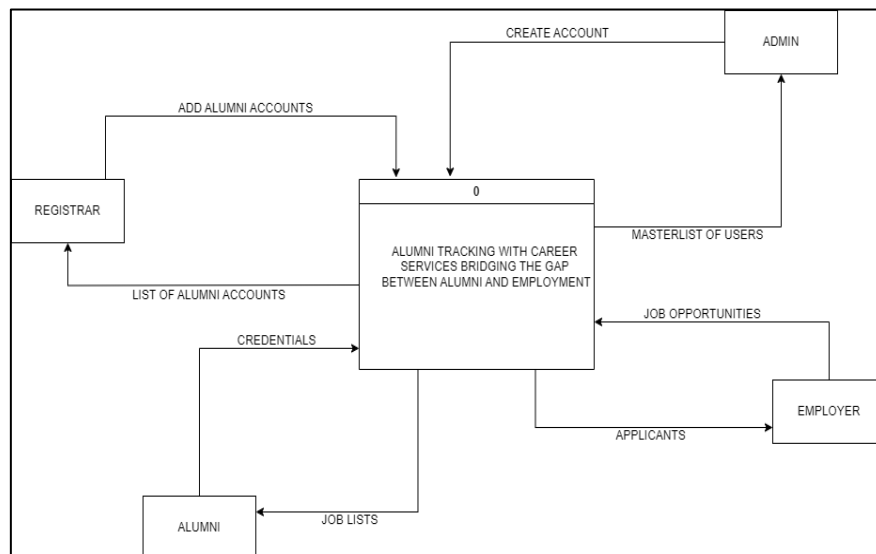 CREATE ACCOUNT
ADMIN
ADD ALUMNI ACCOUNTS
REGISTRAR
0
ALUMNI TRACKING WITH CAREER
SERVICES BRIDGING THE GAP
BETWEEN ALUMNI AND EMPLOYMENT
MASTERLIST OF USERS
LIST OF ALUMNI ACCOUNTS
JOB OPPORTUNITIES
CREDENTIALS
EMPLOYER
APPLICANTS
JOB LISTS
ALUMNI